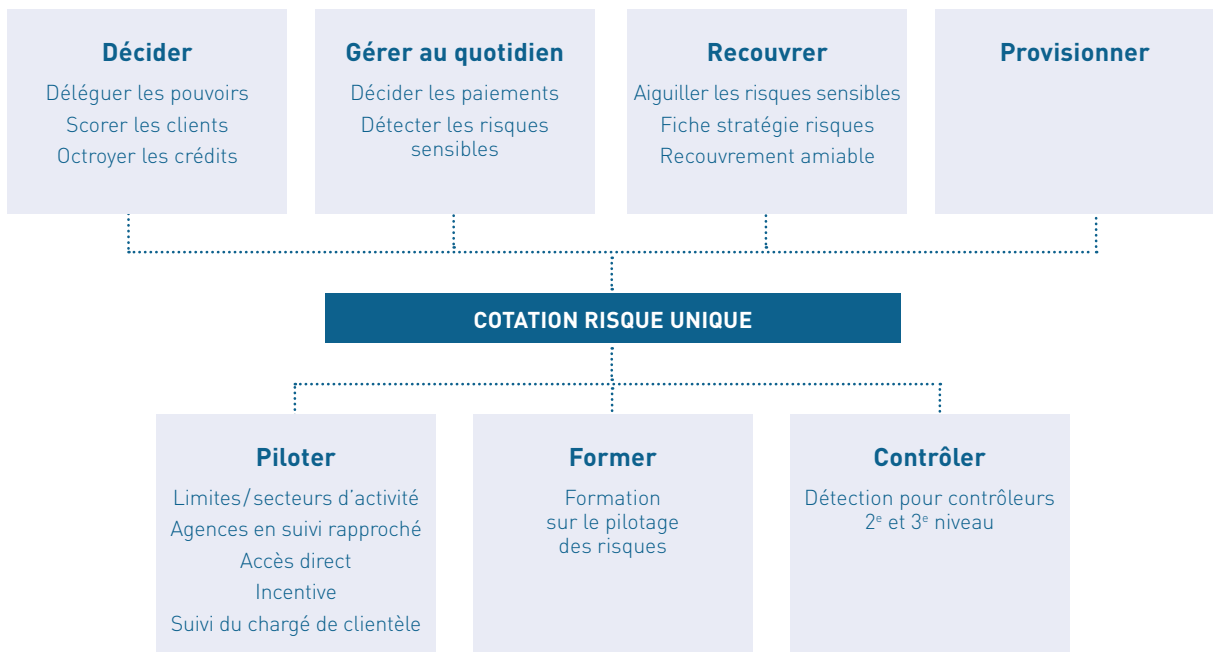 Décider
Déléguer les pouvoirs
Scorer les clients
Octroyer les crédits
Gérer au quotidien
Décider les paiements
Détecter les risques
sensibles
Recouvrer
Aiguiller les risques sensibles
Fiche stratégie risques
Recouvrement amiable
Provisionner
COTATION RISQUE UNIQUE
Piloter
Limites/secteurs d'activité
Agences en suivi rapproché
Accès direct
Incentive
Suivi du chargé de clientèle
Former
Formation
sur le pilotage
des risques
Contrôler
Détection pour contrôleurs
2e et 3e niveau